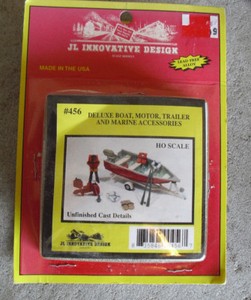 JL INNOVATIVE DESIGN
LEAD FREE
ALLOY
MADE IN THE USA
#456
DELUXE BOAT, MOTOR, TRAILER
AND MARINE ACCESSORIES
HO SCALE
Unfinished Cast Details
JL INNOVATIVE DESIGN